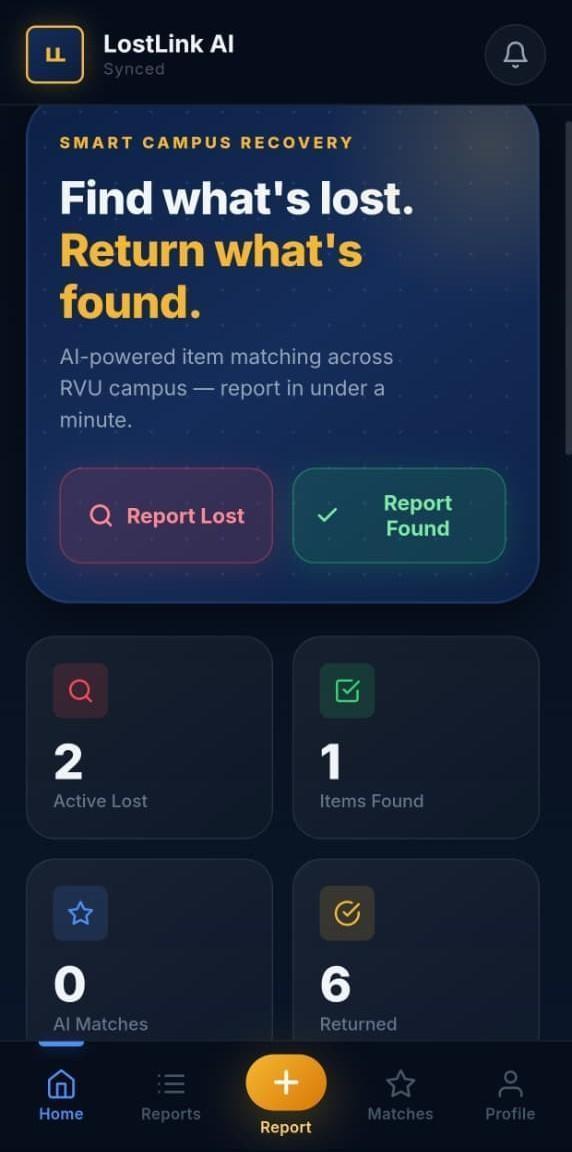 LostLink AI
Synced
SMART CAMPUS RECOVERY
Find what's lost.
Return what's
found.
AI-powered item matching across
RVU campus — report in under a
minute.
Report Lost
Report
Found
2
Active Lost
1
Items Found
0
AI Matches
6
Returned
Home
Reports
Report
Matches
Profile